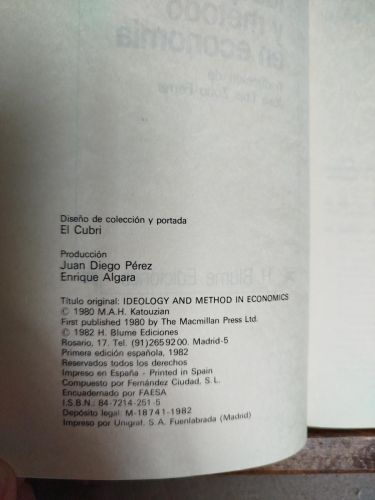 Diseño de colección y portada
El Cubri
Producción
Juan Diego Pérez
Enrique Algara
Título original: IDEOLOGY AND METHOD IN ECONOMICS
© 1980 M.A.H. Katouzian
First published 1980 by The Macmillan Press Ltd.
© 1982 H. Blume Ediciones
Rosario, 17. Tel. (91) 265 92 00. Madrid-5
Primera edición española, 1982
Reservados todos los derechos
Impreso en España - Printed in Spain
Compuesto por Fernández Ciudad, S. L.
Encuadernado por FAESA
I.S.B.N.: 84-7214-251-5
Depósito legal: M-18741-1982
Impreso por Unigraf, S.A. Fuenlabrada (Madrid)